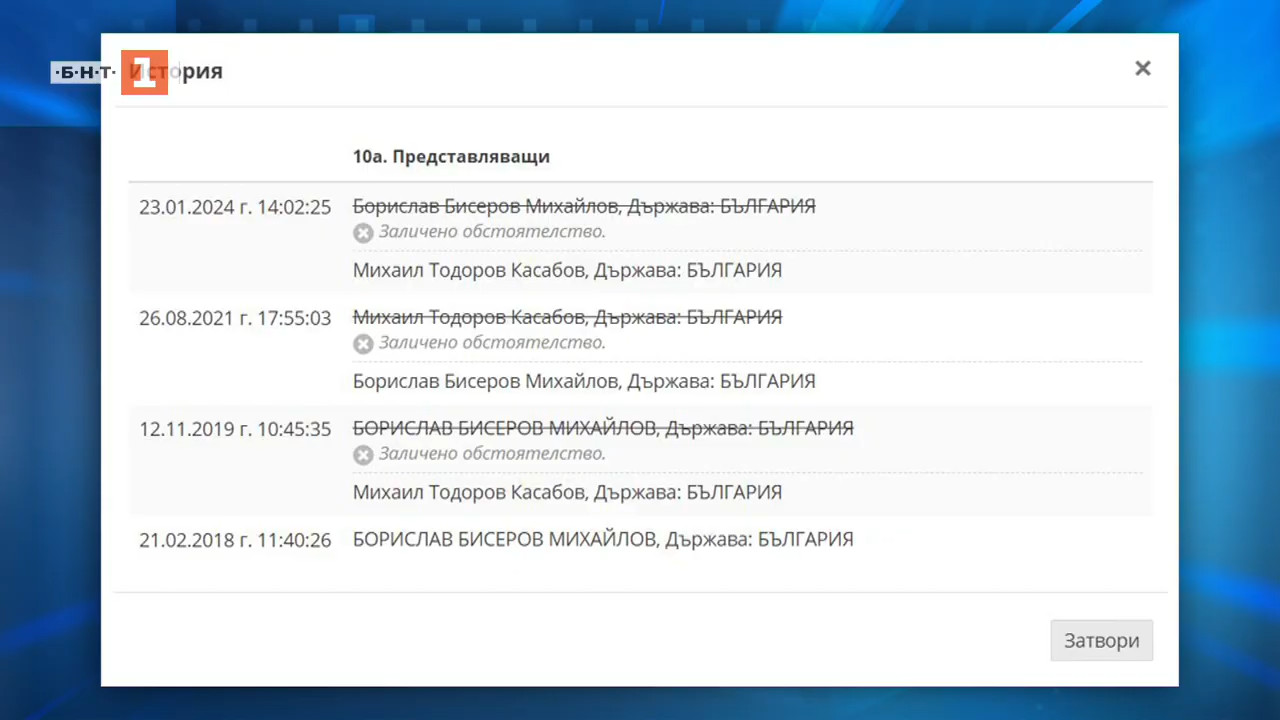 ·Б·Н·Т· 1
История
10а. Представляващи
23.01.2024 г. 14:02:25 Борислав Бисеров Михайлов, Държава: БЪЛГАРИЯ
Заличено обстоятелство.
Михаил Тодоров Касабов, Държава: БЪЛГАРИЯ
26.08.2021 г. 17:55:03 Михаил Тодоров Касабов, Държава: БЪЛГАРИЯ
Заличено обстоятелство.
Борислав Бисеров Михайлов, Държава: БЪЛГАРИЯ
12.11.2019 г. 10:45:35 БОРИСЛАВ БИСЕРОВ МИХАЙЛОВ, Държава: БЪЛГАРИЯ
Заличено обстоятелство.
Михаил Тодоров Касабов, Държава: БЪЛГАРИЯ
21.02.2018 г. 11:40:26 БОРИСЛАВ БИСЕРОВ МИХАЙЛОВ, Държава: БЪЛГАРИЯ
Затвори